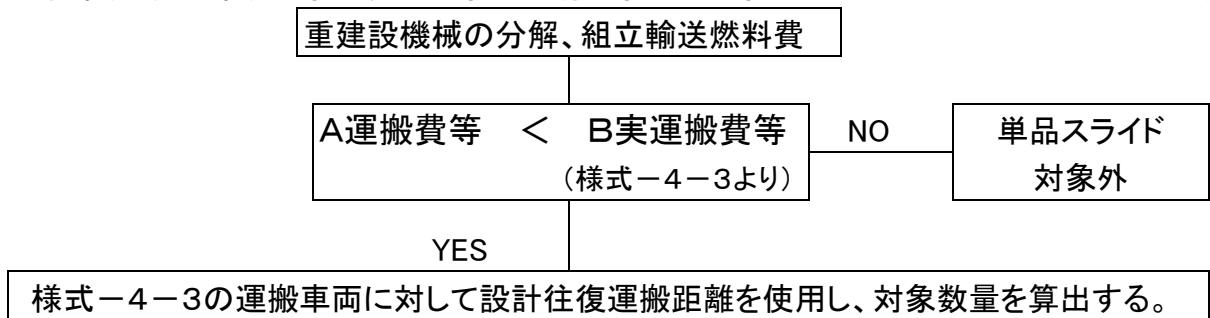 重建設機械の分解、組立輸送燃料費
A運搬費等 < B実運搬費等
(様式-4-3より)
NO
単品スライド
対象外
YES
様式-4-3の運搬車両に対して設計往復運搬距離を使用し、対象数量を算出する。